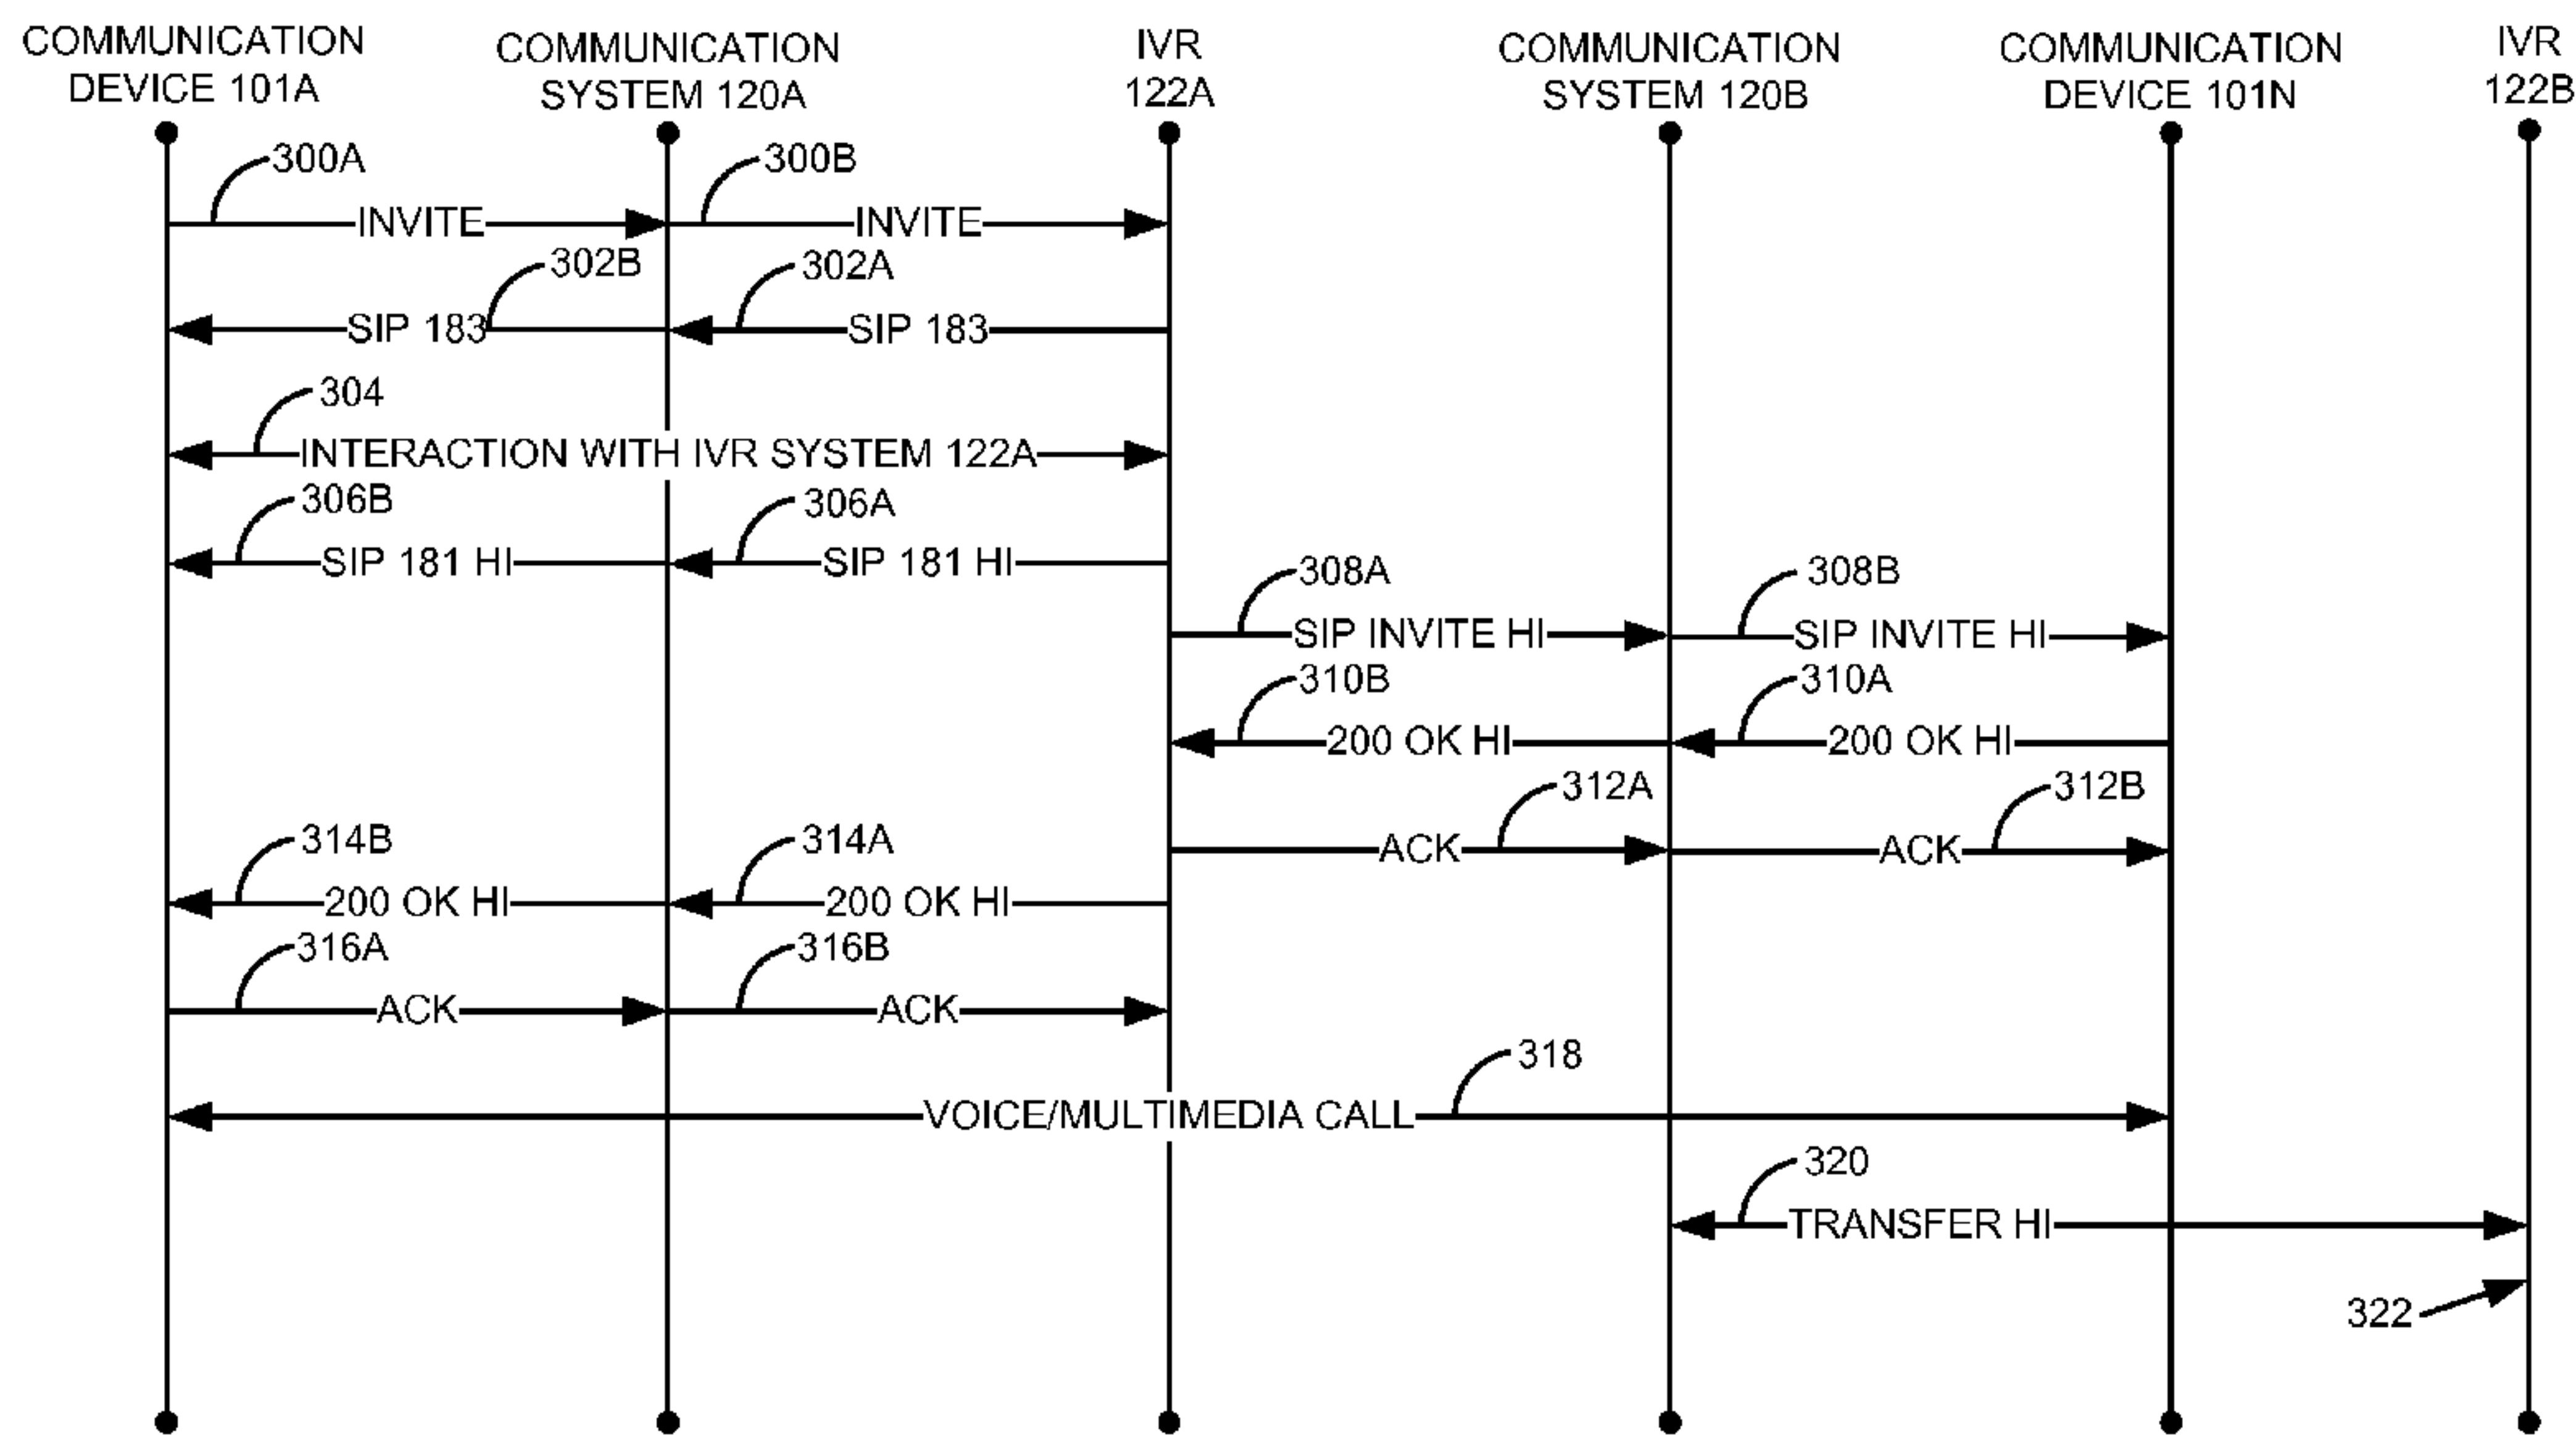 COMMUNICATION
DEVICE 101A
COMMUNICATION
SYSTEM 120A
IVR
122A
COMMUNICATION
SYSTEM 120B
COMMUNICATION
DEVICE 101N
IVR
122B
300A
300B
INVITE
INVITE
302B
302A
SIP 183
SIP 183
304
INTERACTION WITH IVR SYSTEM 122A
306B
306A
SIP 181 HI
SIP 181 HI
308A
308B
SIP INVITE HI
SIP INVITE HI
310B
310A
200 OK HI
200 OK HI
312A
312B
ACK
ACK
314B
314A
200 OK HI
200 OK HI
316A
316B
ACK
ACK
318
VOICE/MULTIMEDIA CALL
320
TRANSFER HI
322